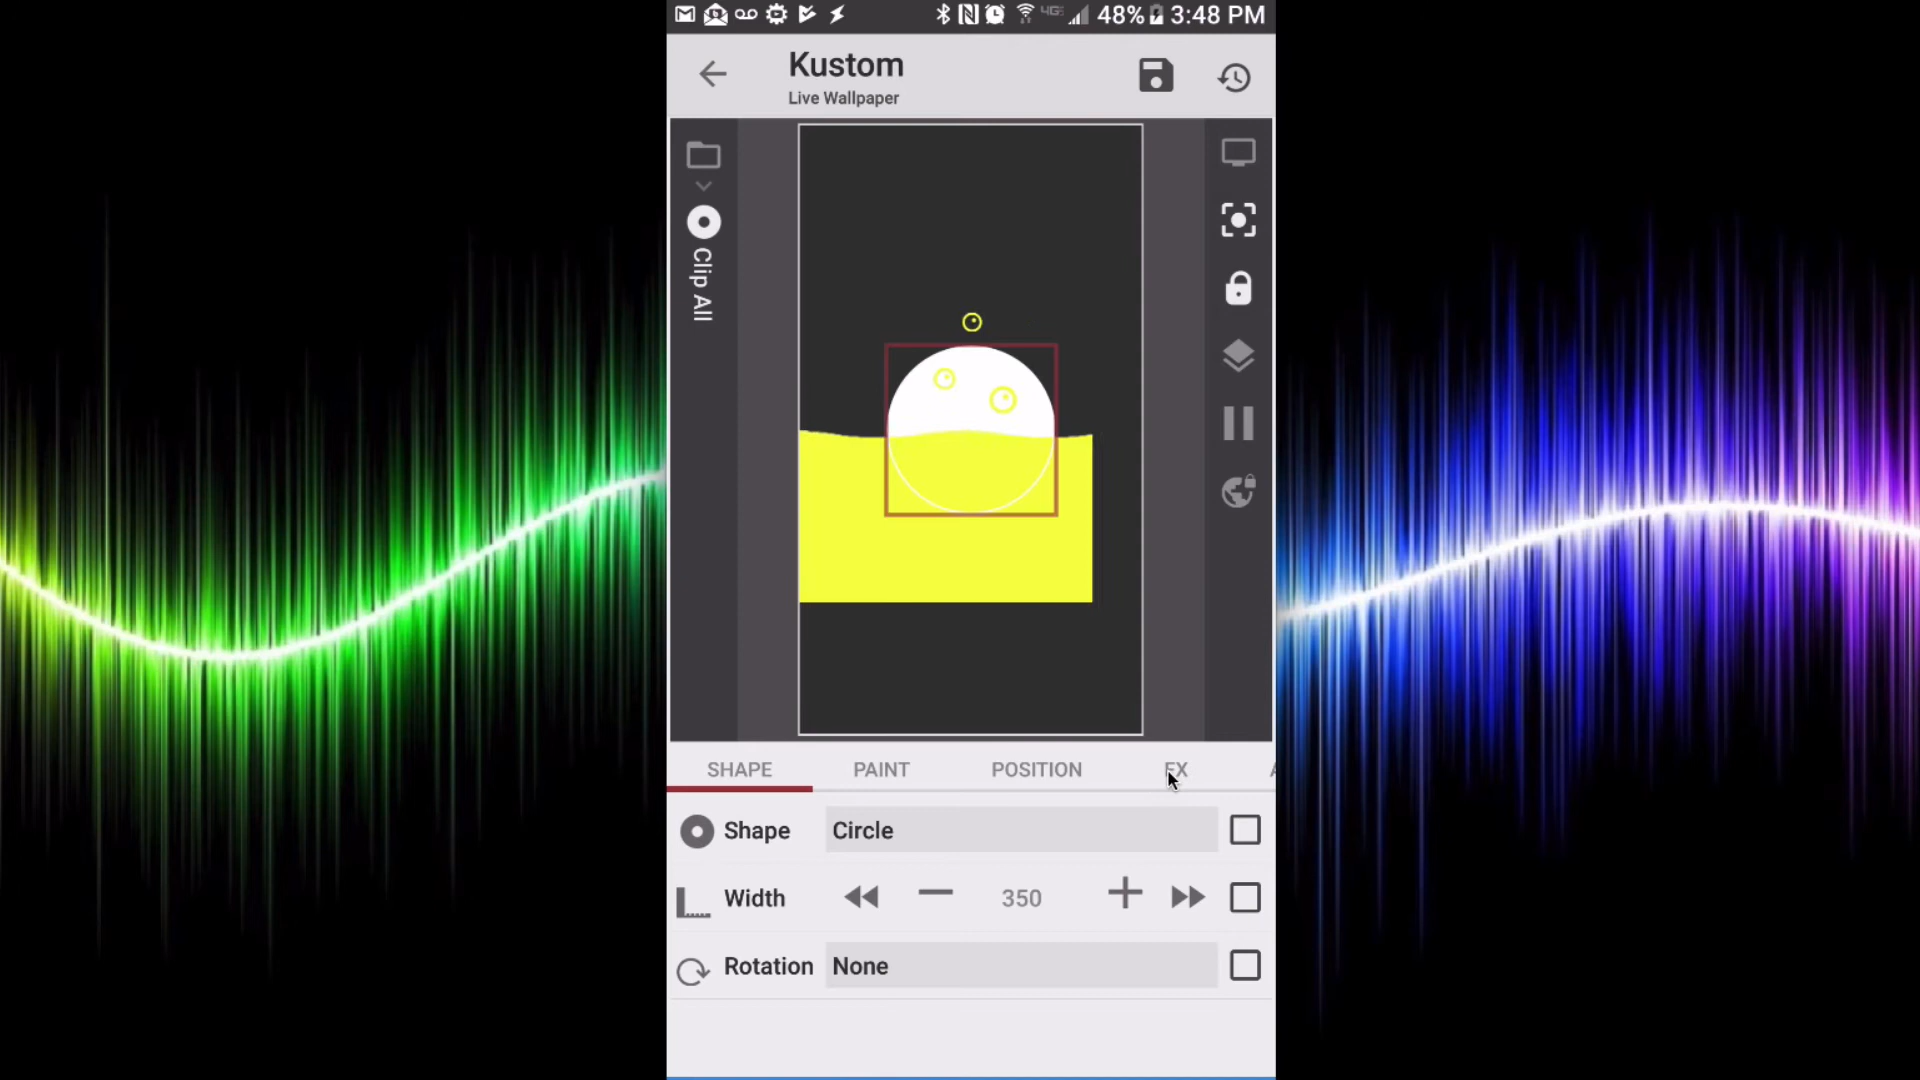 48% 3:48 PM
Kustom
Live Wallpaper
Clip All
SHAPE PAINT POSITION FX
Shape Circle
Width 350
Rotation None